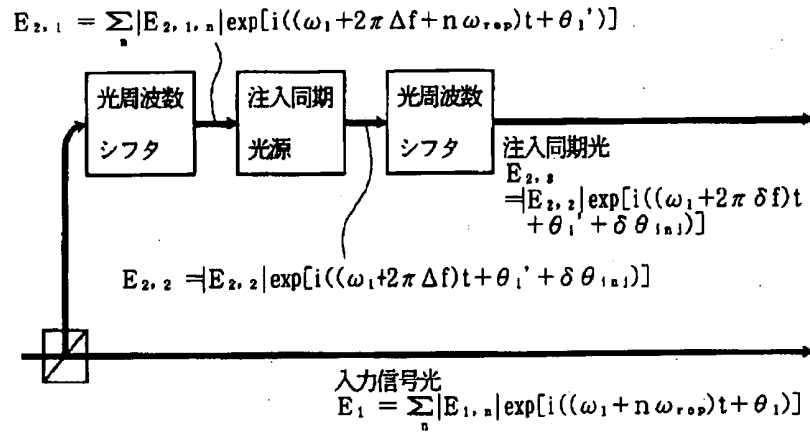 E₂,₁ = Σₙ|E₂,₁,ₙ|exp[i((ω₁+2πΔf+nω_rep)t+θ₁')]
光周波数
シフタ
注入同期
光源
光周波数
シフタ
注入同期光
E₂,₃
=|E₂,₂|exp[i((ω₁+2πδf)t
+θ₁'+δθ_inj)]
E₂,₂ =|E₂,₂|exp[i((ω₁+2πΔf)t+θ₁'+δθ_inj)]
入力信号光
E₁ = Σₙ|E₁,ₙ|exp[i((ω₁+nω_rep)t+θ₁)]